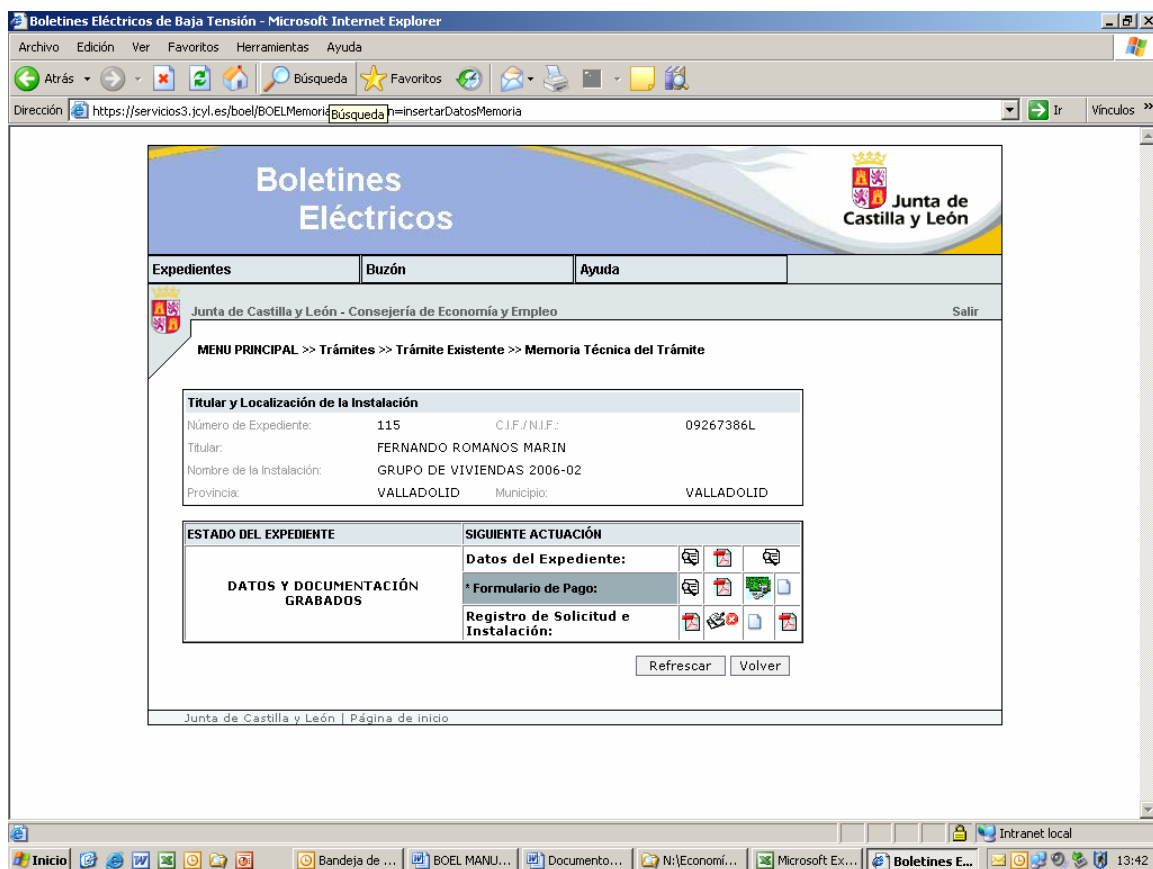 Boletines Eléctricos de Baja Tensión - Microsoft Internet Explorer
Archivo Edición Ver Favoritos Herramientas Ayuda
Atrás Búsqueda Favoritos
Dirección https://servicios3.jcyl.es/boel/BOELMemoria n=insertarDatosMemoria Ir Vínculos »
Búsqueda
Boletines
Eléctricos
Junta de
Castilla y León
Expedientes Buzón Ayuda
Junta de Castilla y León - Consejería de Economía y Empleo Salir
MENU PRINCIPAL >> Trámites >> Trámite Existente >> Memoria Técnica del Trámite
Titular y Localización de la Instalación
Número de Expediente: 115 C.I.F./N.I.F.: 09267386L
Titular: FERNANDO ROMANOS MARIN
Nombre de la Instalación: GRUPO DE VIVIENDAS 2006-02
Provincia: VALLADOLID Municipio: VALLADOLID
ESTADO DEL EXPEDIENTE SIGUIENTE ACTUACIÓN
Datos del Expediente:
DATOS Y DOCUMENTACIÓN
GRABADOS
* Formulario de Pago:
Registro de Solicitud e
Instalación:
Refrescar Volver
Junta de Castilla y León | Página de inicio
Intranet local
Inicio Bandeja de ... BOEL MANU... Documento... N:\Economí... Microsoft Ex... Boletines E... 13:42